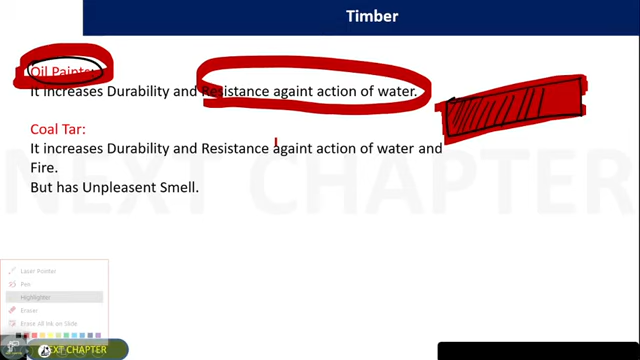 Timber
Oil Paints:
It increases Durability and Resistance againt action of water.
Coal Tar:
It increases Durability and Resistance againt action of water and
Fire.
But has Unpleasent Smell.
NEXT CHAPTER
Laser Pointer
Pen
Highlighter
Eraser
Erase All Ink on Slide
NEXT CHAPTER